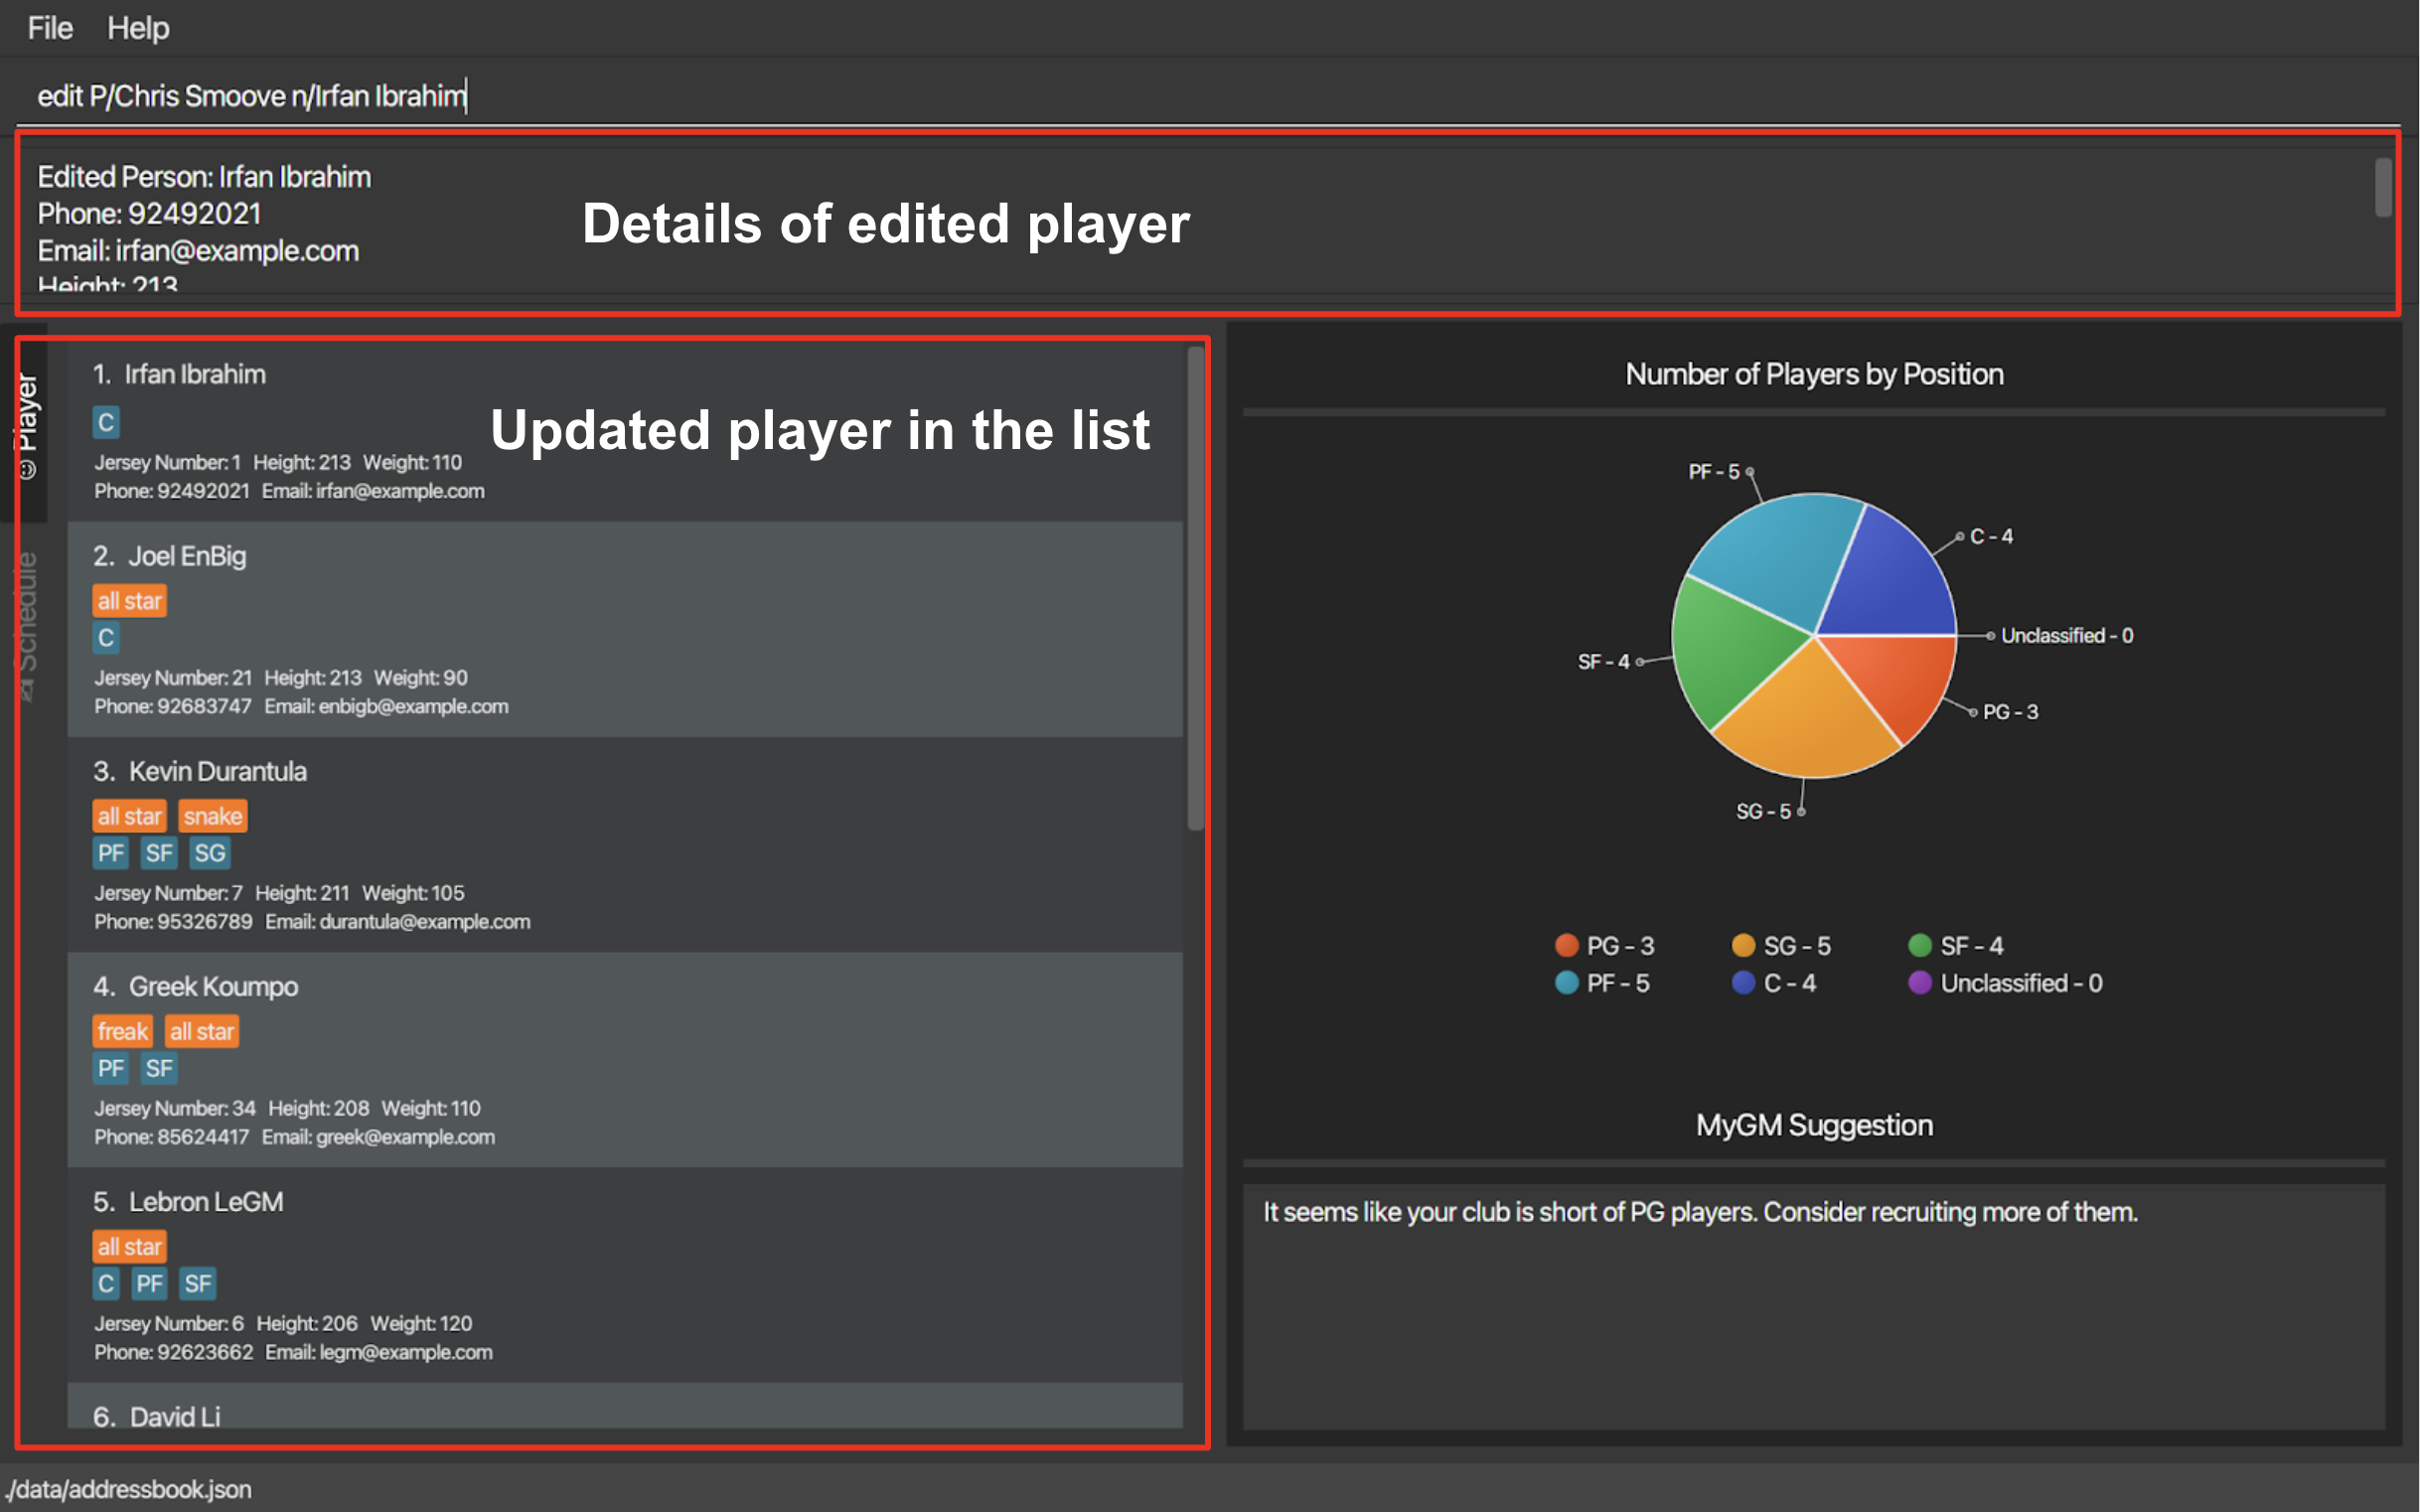 File Help
edit P/Chris Smoove n/Irfan Ibrahim
Edited Person: Irfan Ibrahim
Phone: 92492021
Email: irfan@example.com
Height: 213
Details of edited player
Player
Schedule
Updated player in the list
1. Irfan Ibrahim
C
Jersey Number: 1 Height: 213 Weight: 110
Phone: 92492021 Email: irfan@example.com
2. Joel EnBig
all star
C
Jersey Number: 21 Height: 213 Weight: 90
Phone: 92683747 Email: enbigb@example.com
3. Kevin Durantula
all star snake
PF SF SG
Jersey Number: 7 Height: 211 Weight: 105
Phone: 95326789 Email: durantula@example.com
4. Greek Koumpo
freak all star
PF SF
Jersey Number: 34 Height: 208 Weight: 110
Phone: 85624417 Email: greek@example.com
5. Lebron LeGM
all star
C PF SF
Jersey Number: 6 Height: 206 Weight: 120
Phone: 92623662 Email: legm@example.com
6. David Li
Number of Players by Position
PF - 5
C - 4
Unclassified - 0
SF - 4
PG - 3
SG - 5
PG - 3 SG - 5 SF - 4
PF - 5 C - 4 Unclassified - 0
MyGM Suggestion
It seems like your club is short of PG players. Consider recruiting more of them.
./data/addressbook.json